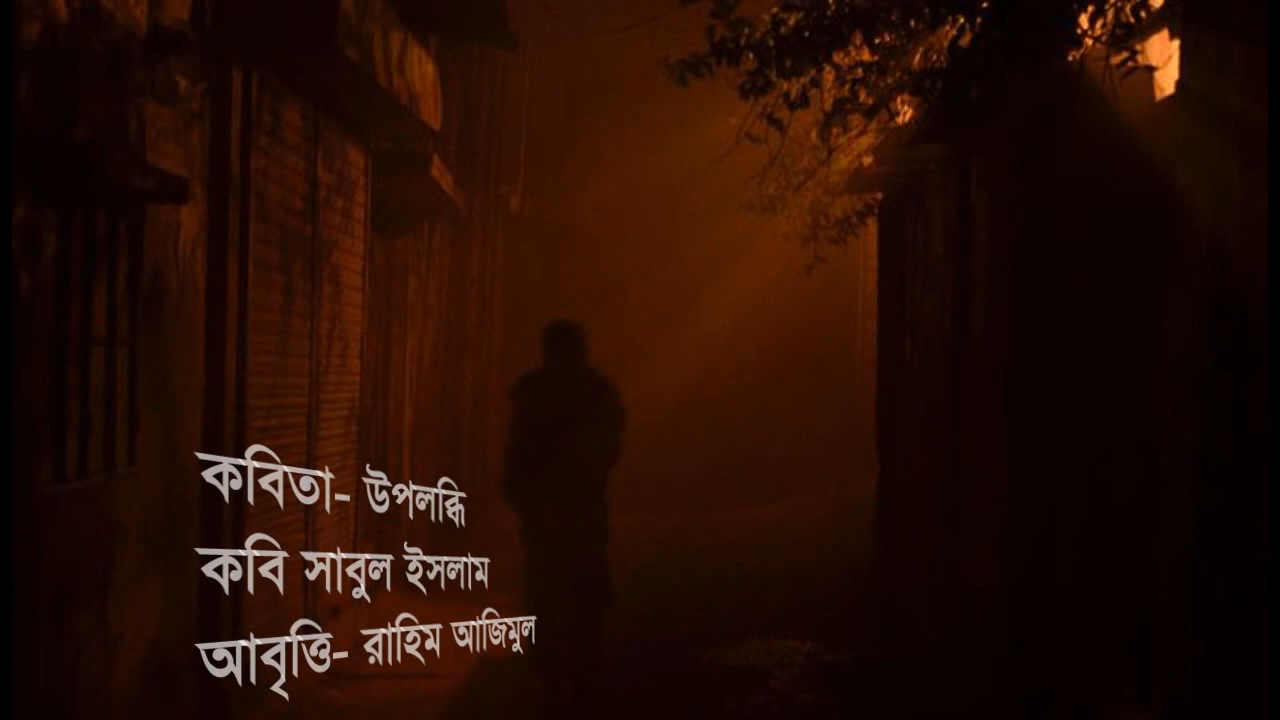 কবিতা- উপলব্ধি
কবি সাবুল ইসলাম
আবৃত্তি- রাহিম আজিমুল